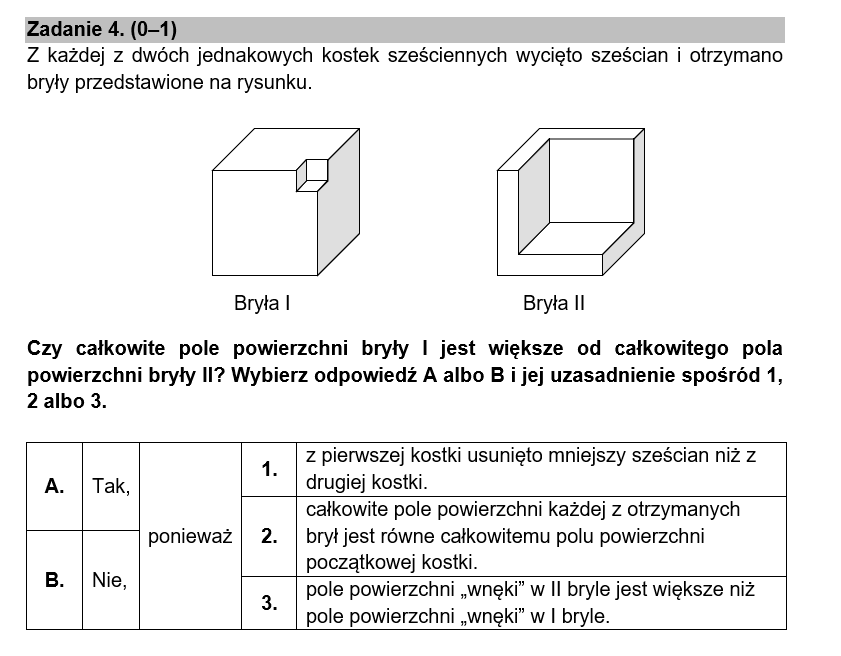 Zadanie 4. (0–1)
Z każdej z dwóch jednakowych kostek sześciennych wycięto sześcian i otrzymano
bryły przedstawione na rysunku.
Bryła I
Bryła II
Czy całkowite pole powierzchni bryły I jest większe od całkowitego pola
powierzchni bryły II? Wybierz odpowiedź A albo B i jej uzasadnienie spośród 1,
2 albo 3.
A.
Tak,
B.
Nie,
ponieważ
1.
z pierwszej kostki usunięto mniejszy sześcian niż z
drugiej kostki.
2.
całkowite pole powierzchni każdej z otrzymanych
brył jest równe całkowitemu polu powierzchni
początkowej kostki.
3.
pole powierzchni „wnęki” w II bryle jest większe niż
pole powierzchni „wnęki” w I bryle.